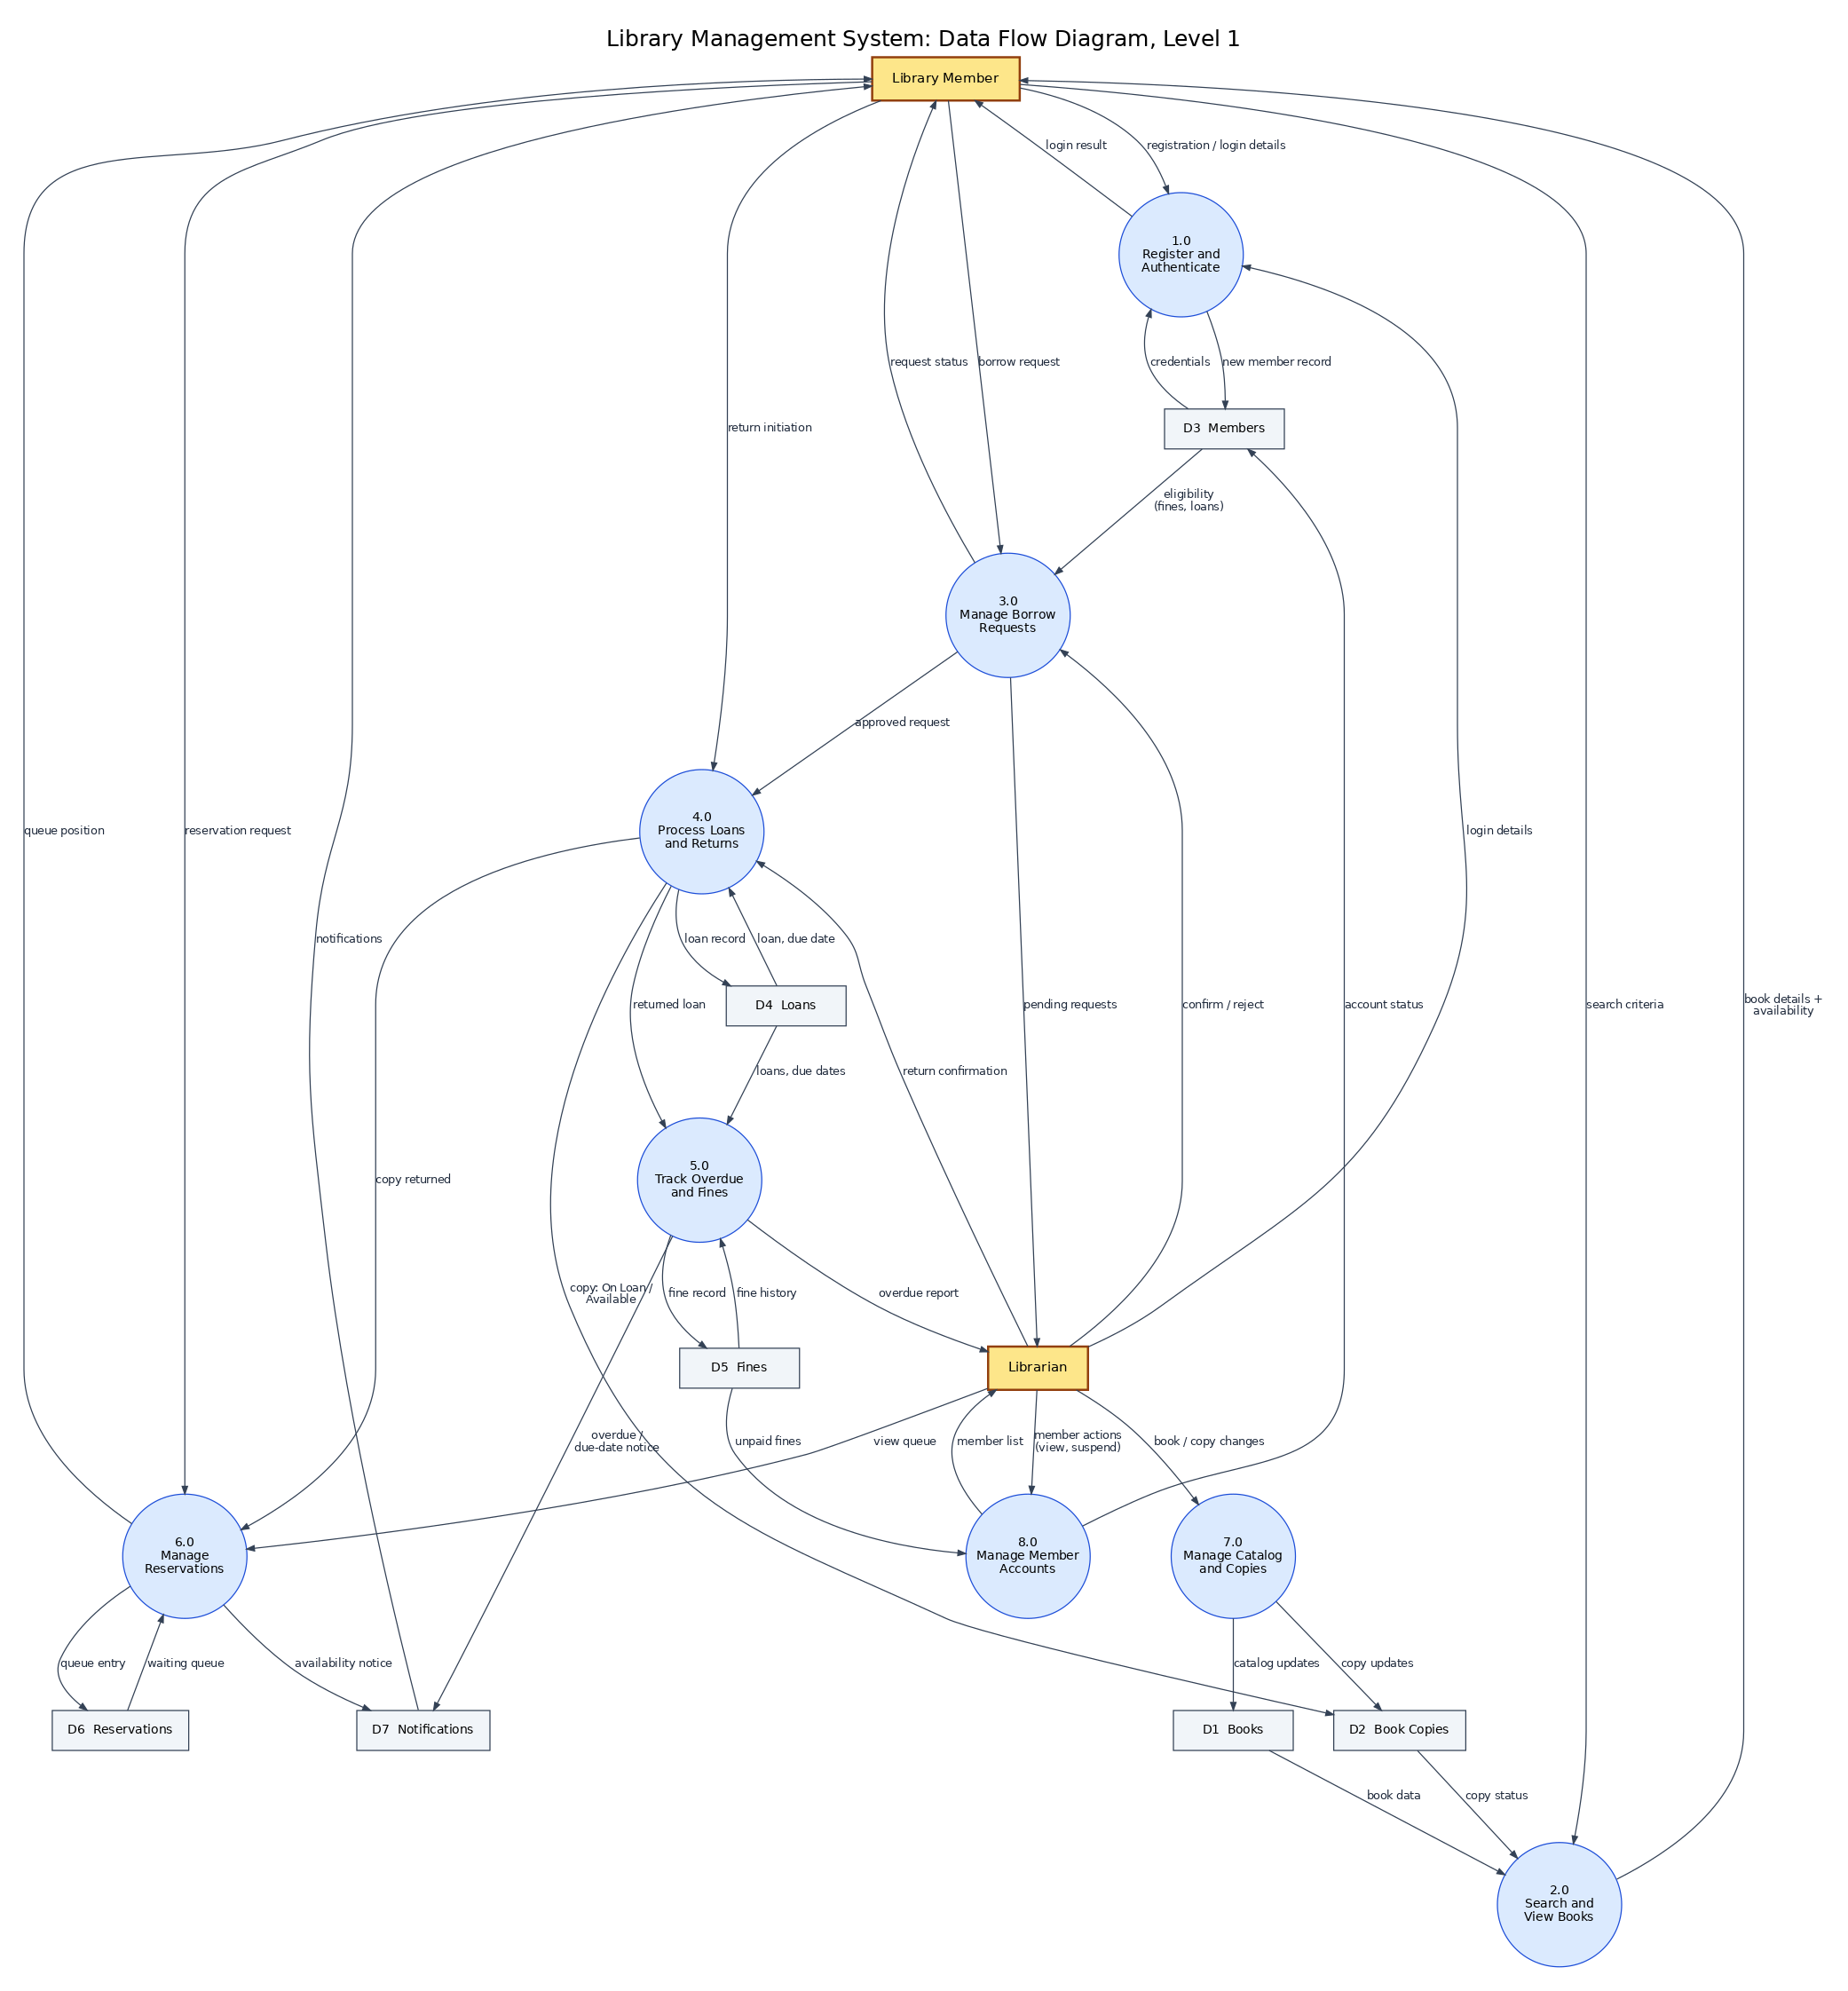 Library Management System: Data Flow Diagram, Level 1
Library Member
login result
registration / login details
1.0
Register and
Authenticate
request status
borrow request
credentials
new member record
return initiation
D3 Members
eligibility
(fines, loans)
3.0
Manage Borrow
Requests
approved request
4.0
Process Loans
and Returns
queue position
reservation request
login details
notifications
loan record
loan, due date
returned loan
D4 Loans
pending requests
confirm / reject
account status
search criteria
book details +
availability
loans, due dates
return confirmation
copy returned
5.0
Track Overdue
and Fines
copy: On Loan /
Available
fine record
fine history
overdue report
D5 Fines
Librarian
overdue /
due-date notice
unpaid fines
view queue
member list
member actions
(view, suspend)
book / copy changes
6.0
Manage
Reservations
8.0
Manage Member
Accounts
7.0
Manage Catalog
and Copies
queue entry
waiting queue
availability notice
catalog updates
copy updates
D6 Reservations
D7 Notifications
D1 Books
D2 Book Copies
book data
copy status
2.0
Search and
View Books